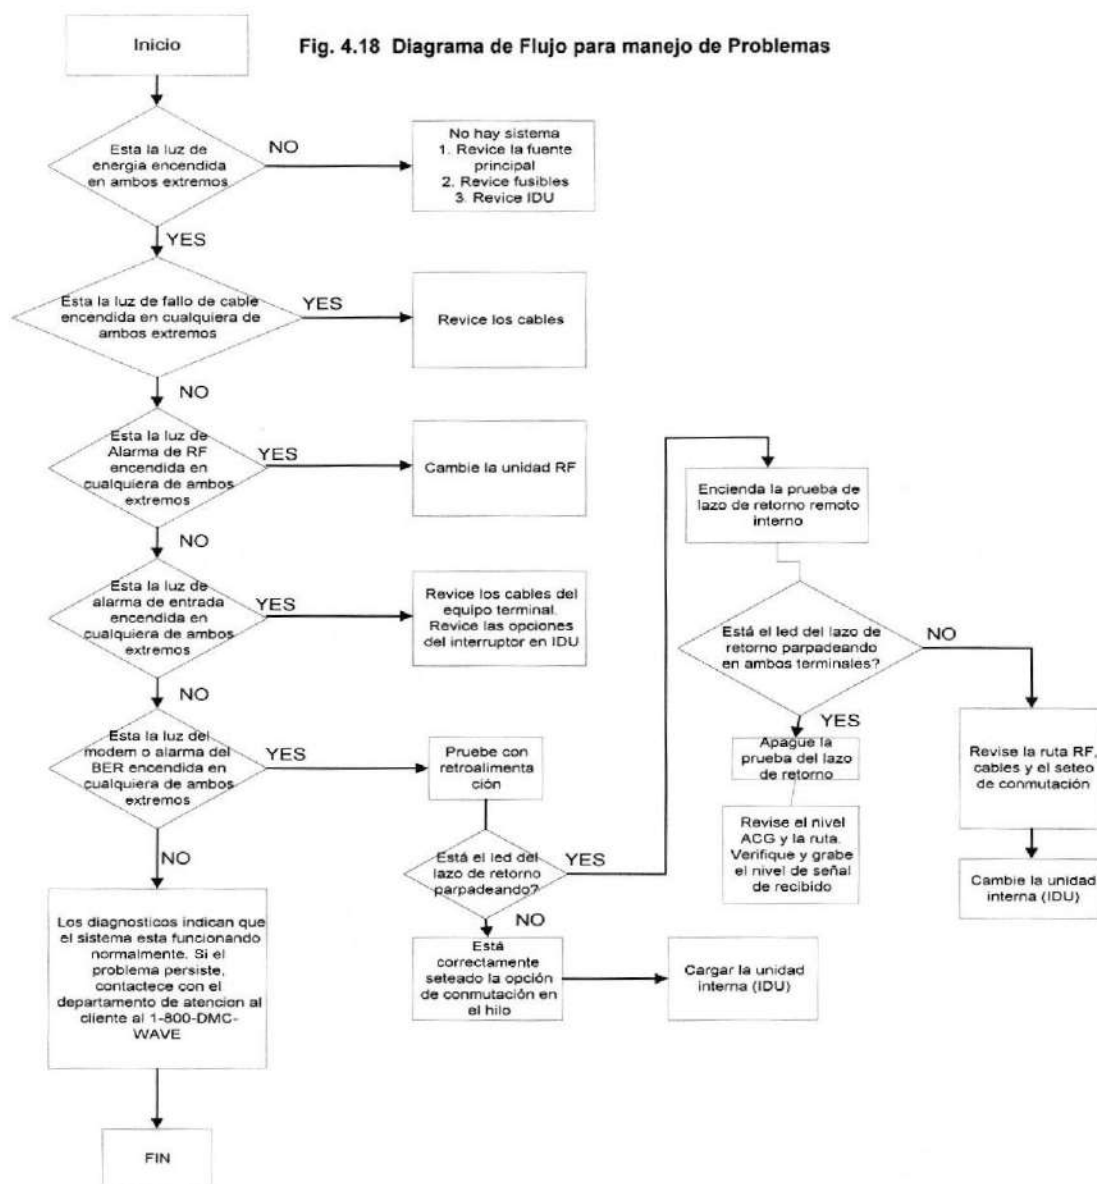 Inicio
Fig. 4.18 Diagrama de Flujo para manejo de Problemas
Esta la luz de
energia encendida
en ambos extremos
NO
No hay sistema
1. Revice la fuente
principal
2. Revice fusibles
3. Revice IDU
YES
Esta la luz de fallo de cable
encendida en cualquiera de
ambos extremos
YES
Revice los cables
NO
Esta la luz de
Alarma de RF
encendida en
cualquiera de ambos
extremos
YES
Cambie la unidad RF
NO
Esta la luz de
alarma de entrada
encendida en
cualquiera de ambos
extremos
YES
Revice los cables del
equipo terminal.
Revice las opciones
del interruptor en IDU
NO
Esta la luz del
modem o alarma del
BER encendida en
cualquiera de ambos
extremos
YES
Pruebe con
retroalimenta
ción
NO
Está el led del
lazo de retorno
parpadeando?
YES
NO
Está
correctamente
seteado la opción
de conmutación en
el hilo
Cargar la unidad
interna (IDU)
Encienda la prueba de
lazo de retorno remoto
interno
Está el led del lazo de
retorno parpadeando
en ambos terminales?
NO
YES
Apague la
prueba del lazo
de retorno
Revise el nivel
ACG y la ruta.
Verifique y grabe
el nivel de señal
de recibido
Revise la ruta RF,
cables y el seteo
de conmutación
Cambie la unidad
interna (IDU)
Los diagnosticos indican que
el sistema esta funcionando
normalmente. Si el
problema persiste,
contactece con el
departamento de atencion al
cliente al 1-800-DMC-
WAVE
FIN